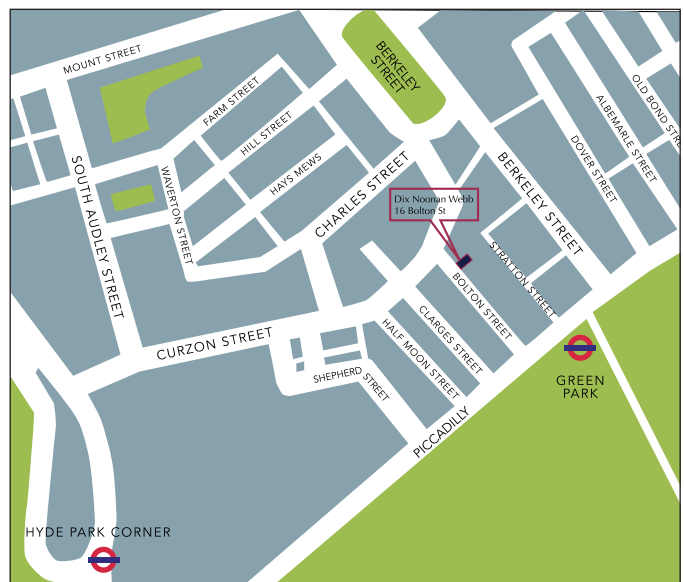 MOUNT STREET
BERKELEY
STREET
OLD BOND STRE
FARM STREET
ALBEMARLE STREET
HILL STREET
DOVER STREET
HAYS MEWS
BERKELEY STREET
CHARLES STREET
WAVERTON STREET
SOUTH AUDLEY STREET
Dix Noonan Webb
16 Bolton St
STRATTON STREET
BOLTON STREET
CLARGES STREET
HALF MOON STREET
CURZON STREET
SHEPHERD
STREET
GREEN
PARK
PICCADILLY
HYDE PARK CORNER